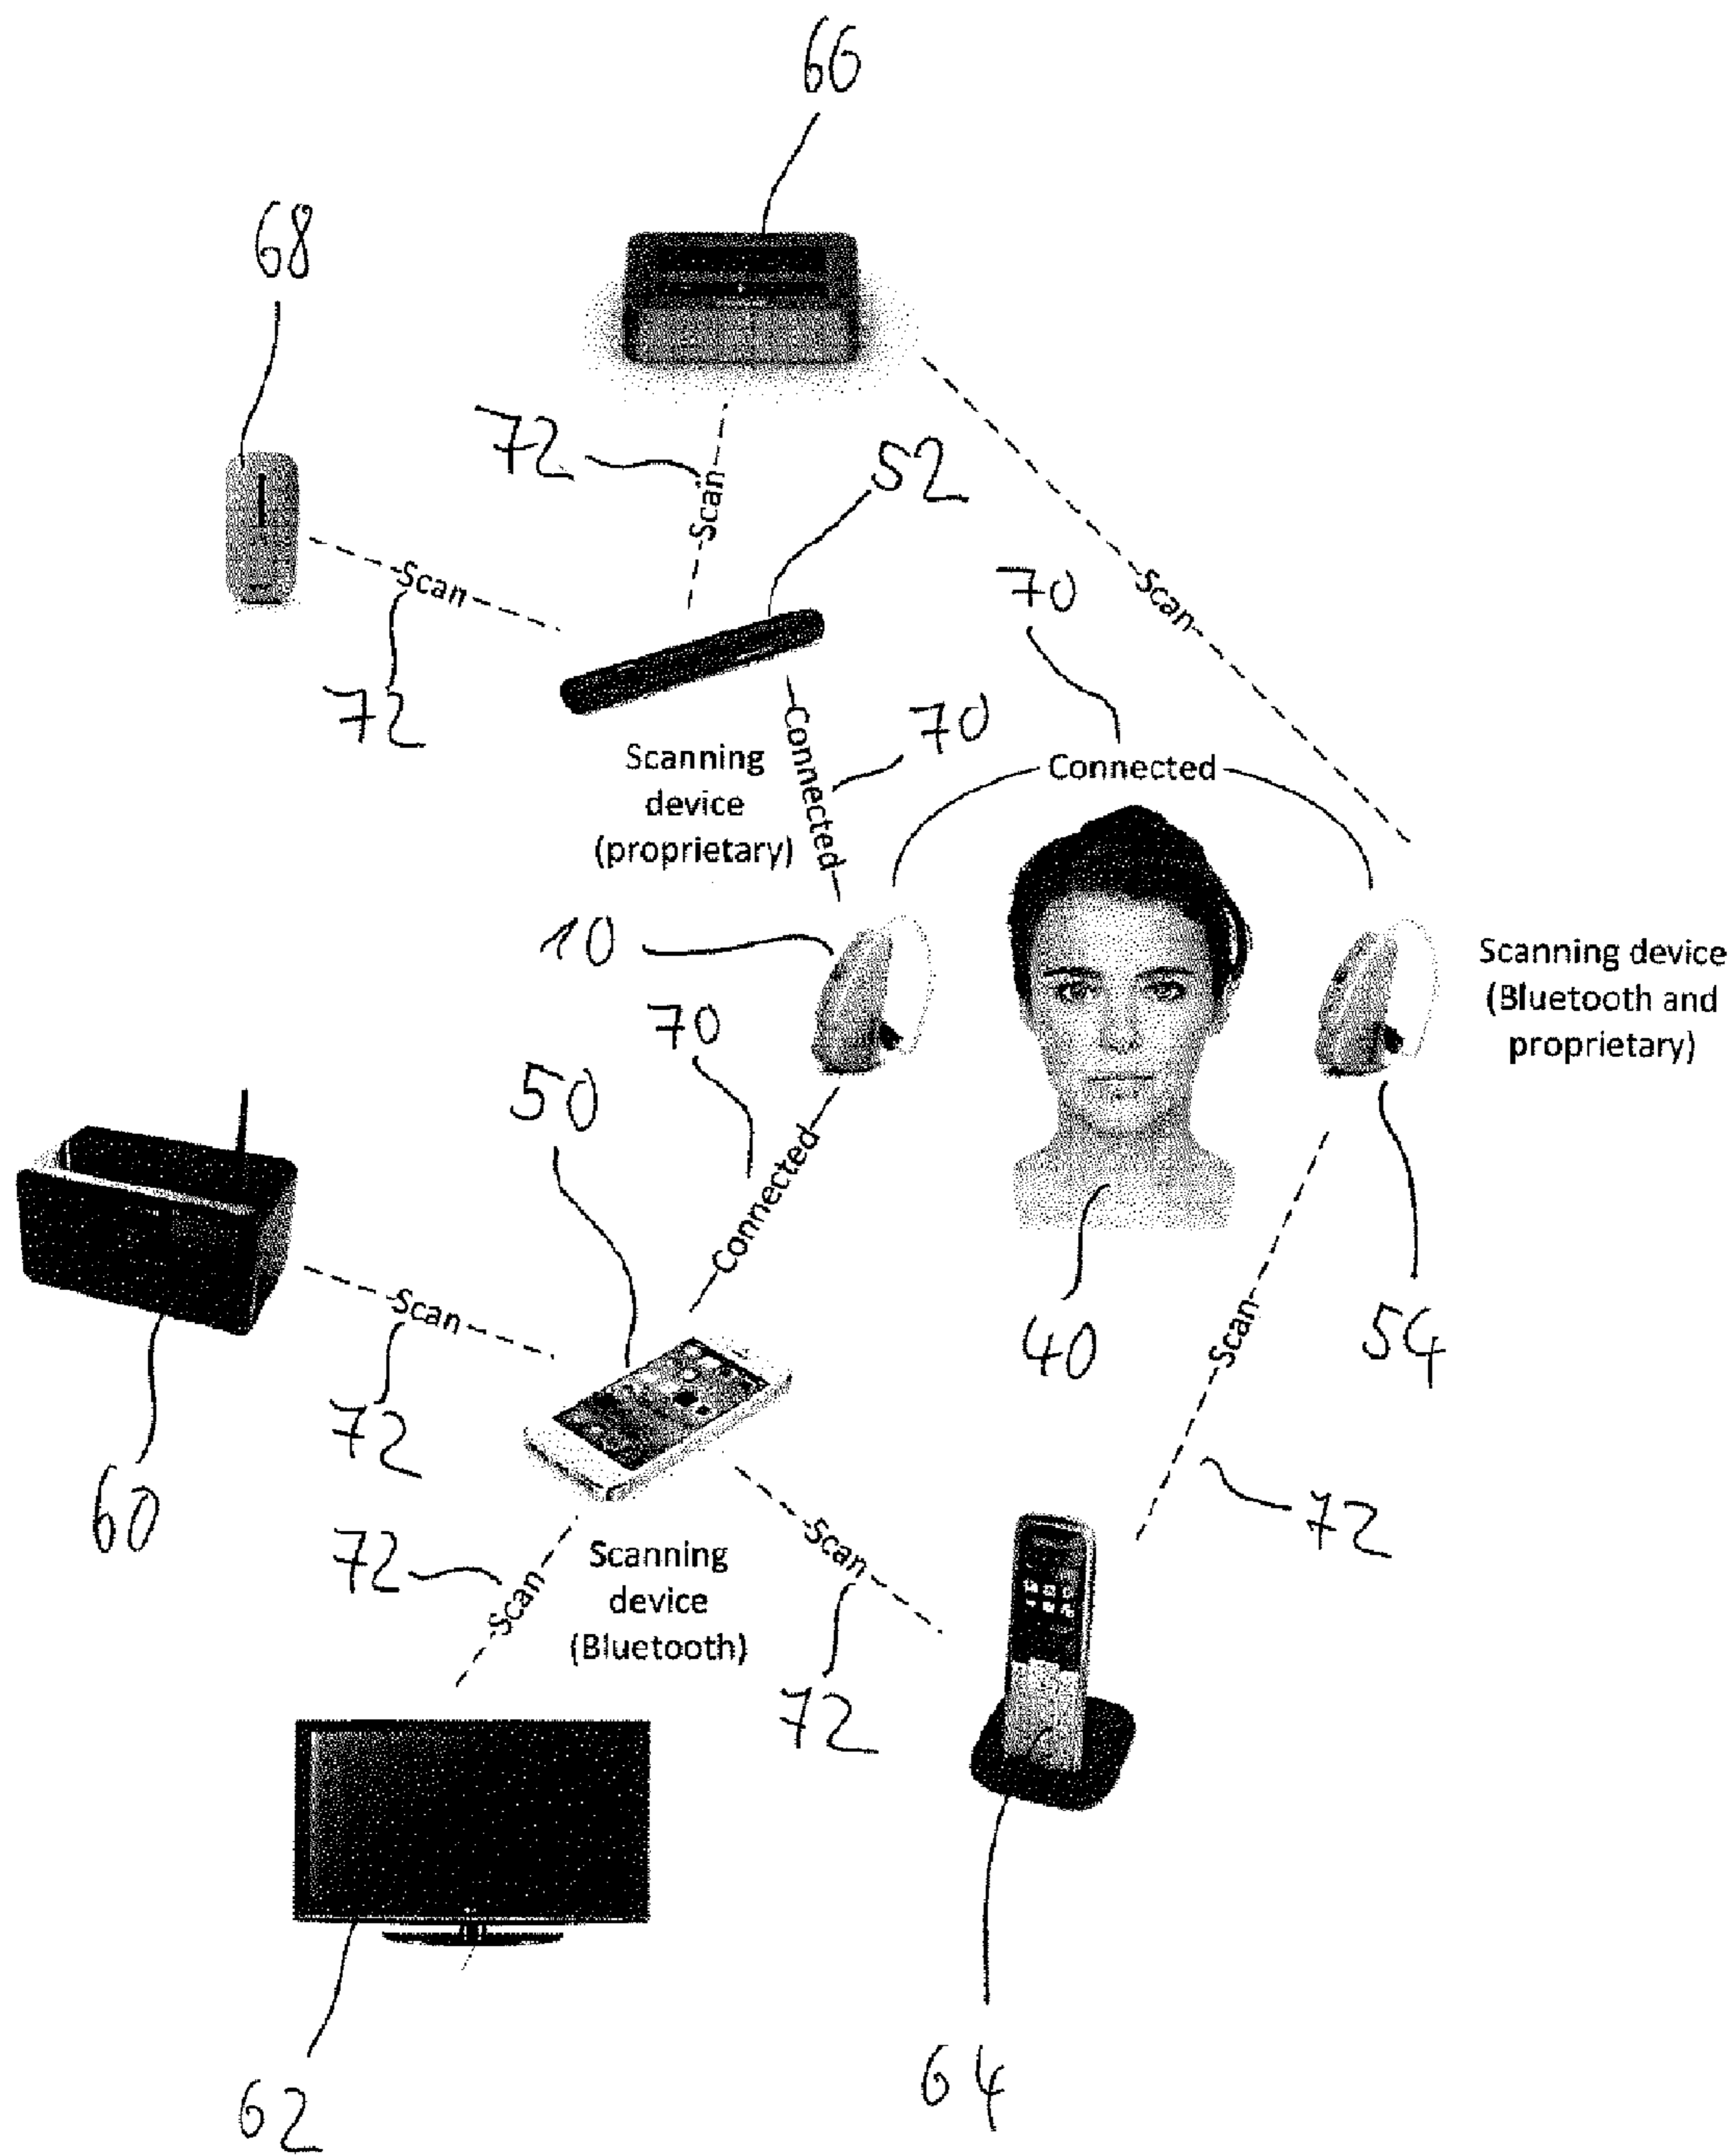 66
68
72
-Scan-
52
-Scan-
70
-Scan-
72
70
Connected
Scanning
device
(proprietary)
-Connected-
10
Scanning device
(Bluetooth and
proprietary)
70
50
-Connected-
-Scan-
40
-Scan-
54
72
60
72
-Scan-
Scanning
device
(Bluetooth)
-Scan-
72
72
62
64